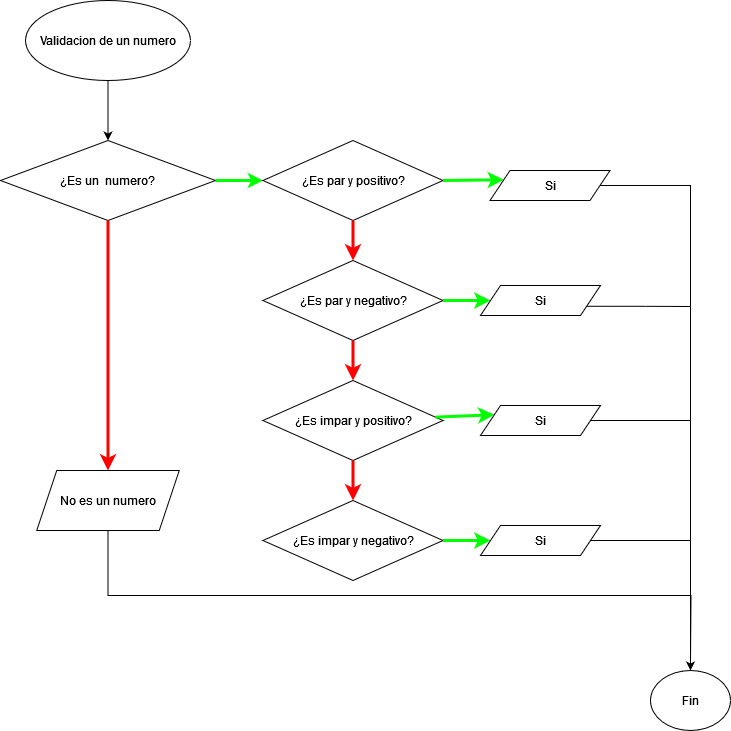 Validacion de un numero
¿Es un numero?
¿Es par y positivo?
Si
¿Es par y negativo?
Si
¿Es impar y positivo?
Si
No es un numero
¿Es impar y negativo?
Si
Fin